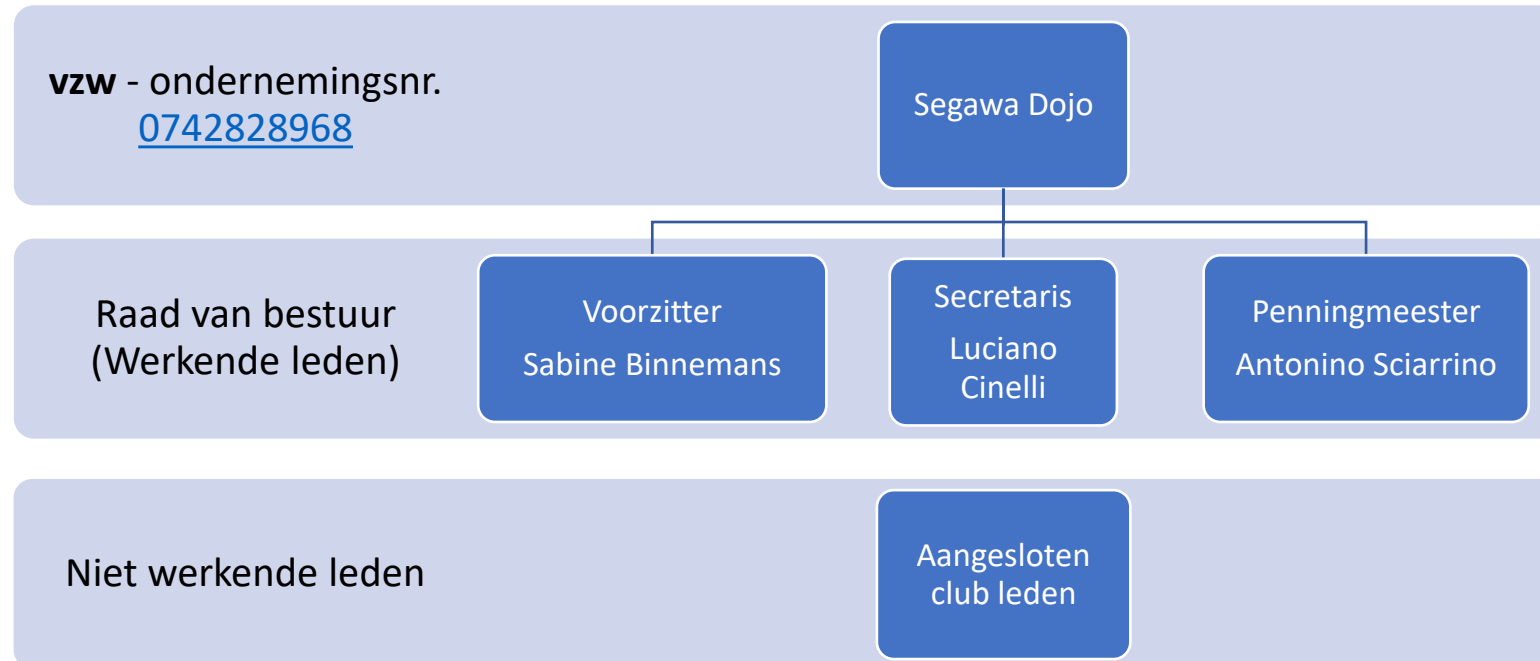 vzw - ondernemingsnr.
0742828968
Segawa Dojo
Raad van bestuur
(Werkende leden)
Voorzitter
Sabine Binnemans
Secretaris
Luciano
Cinelli
Penningmeester
Antonino Sciarrino
Niet werkende leden
Aangesloten
club leden